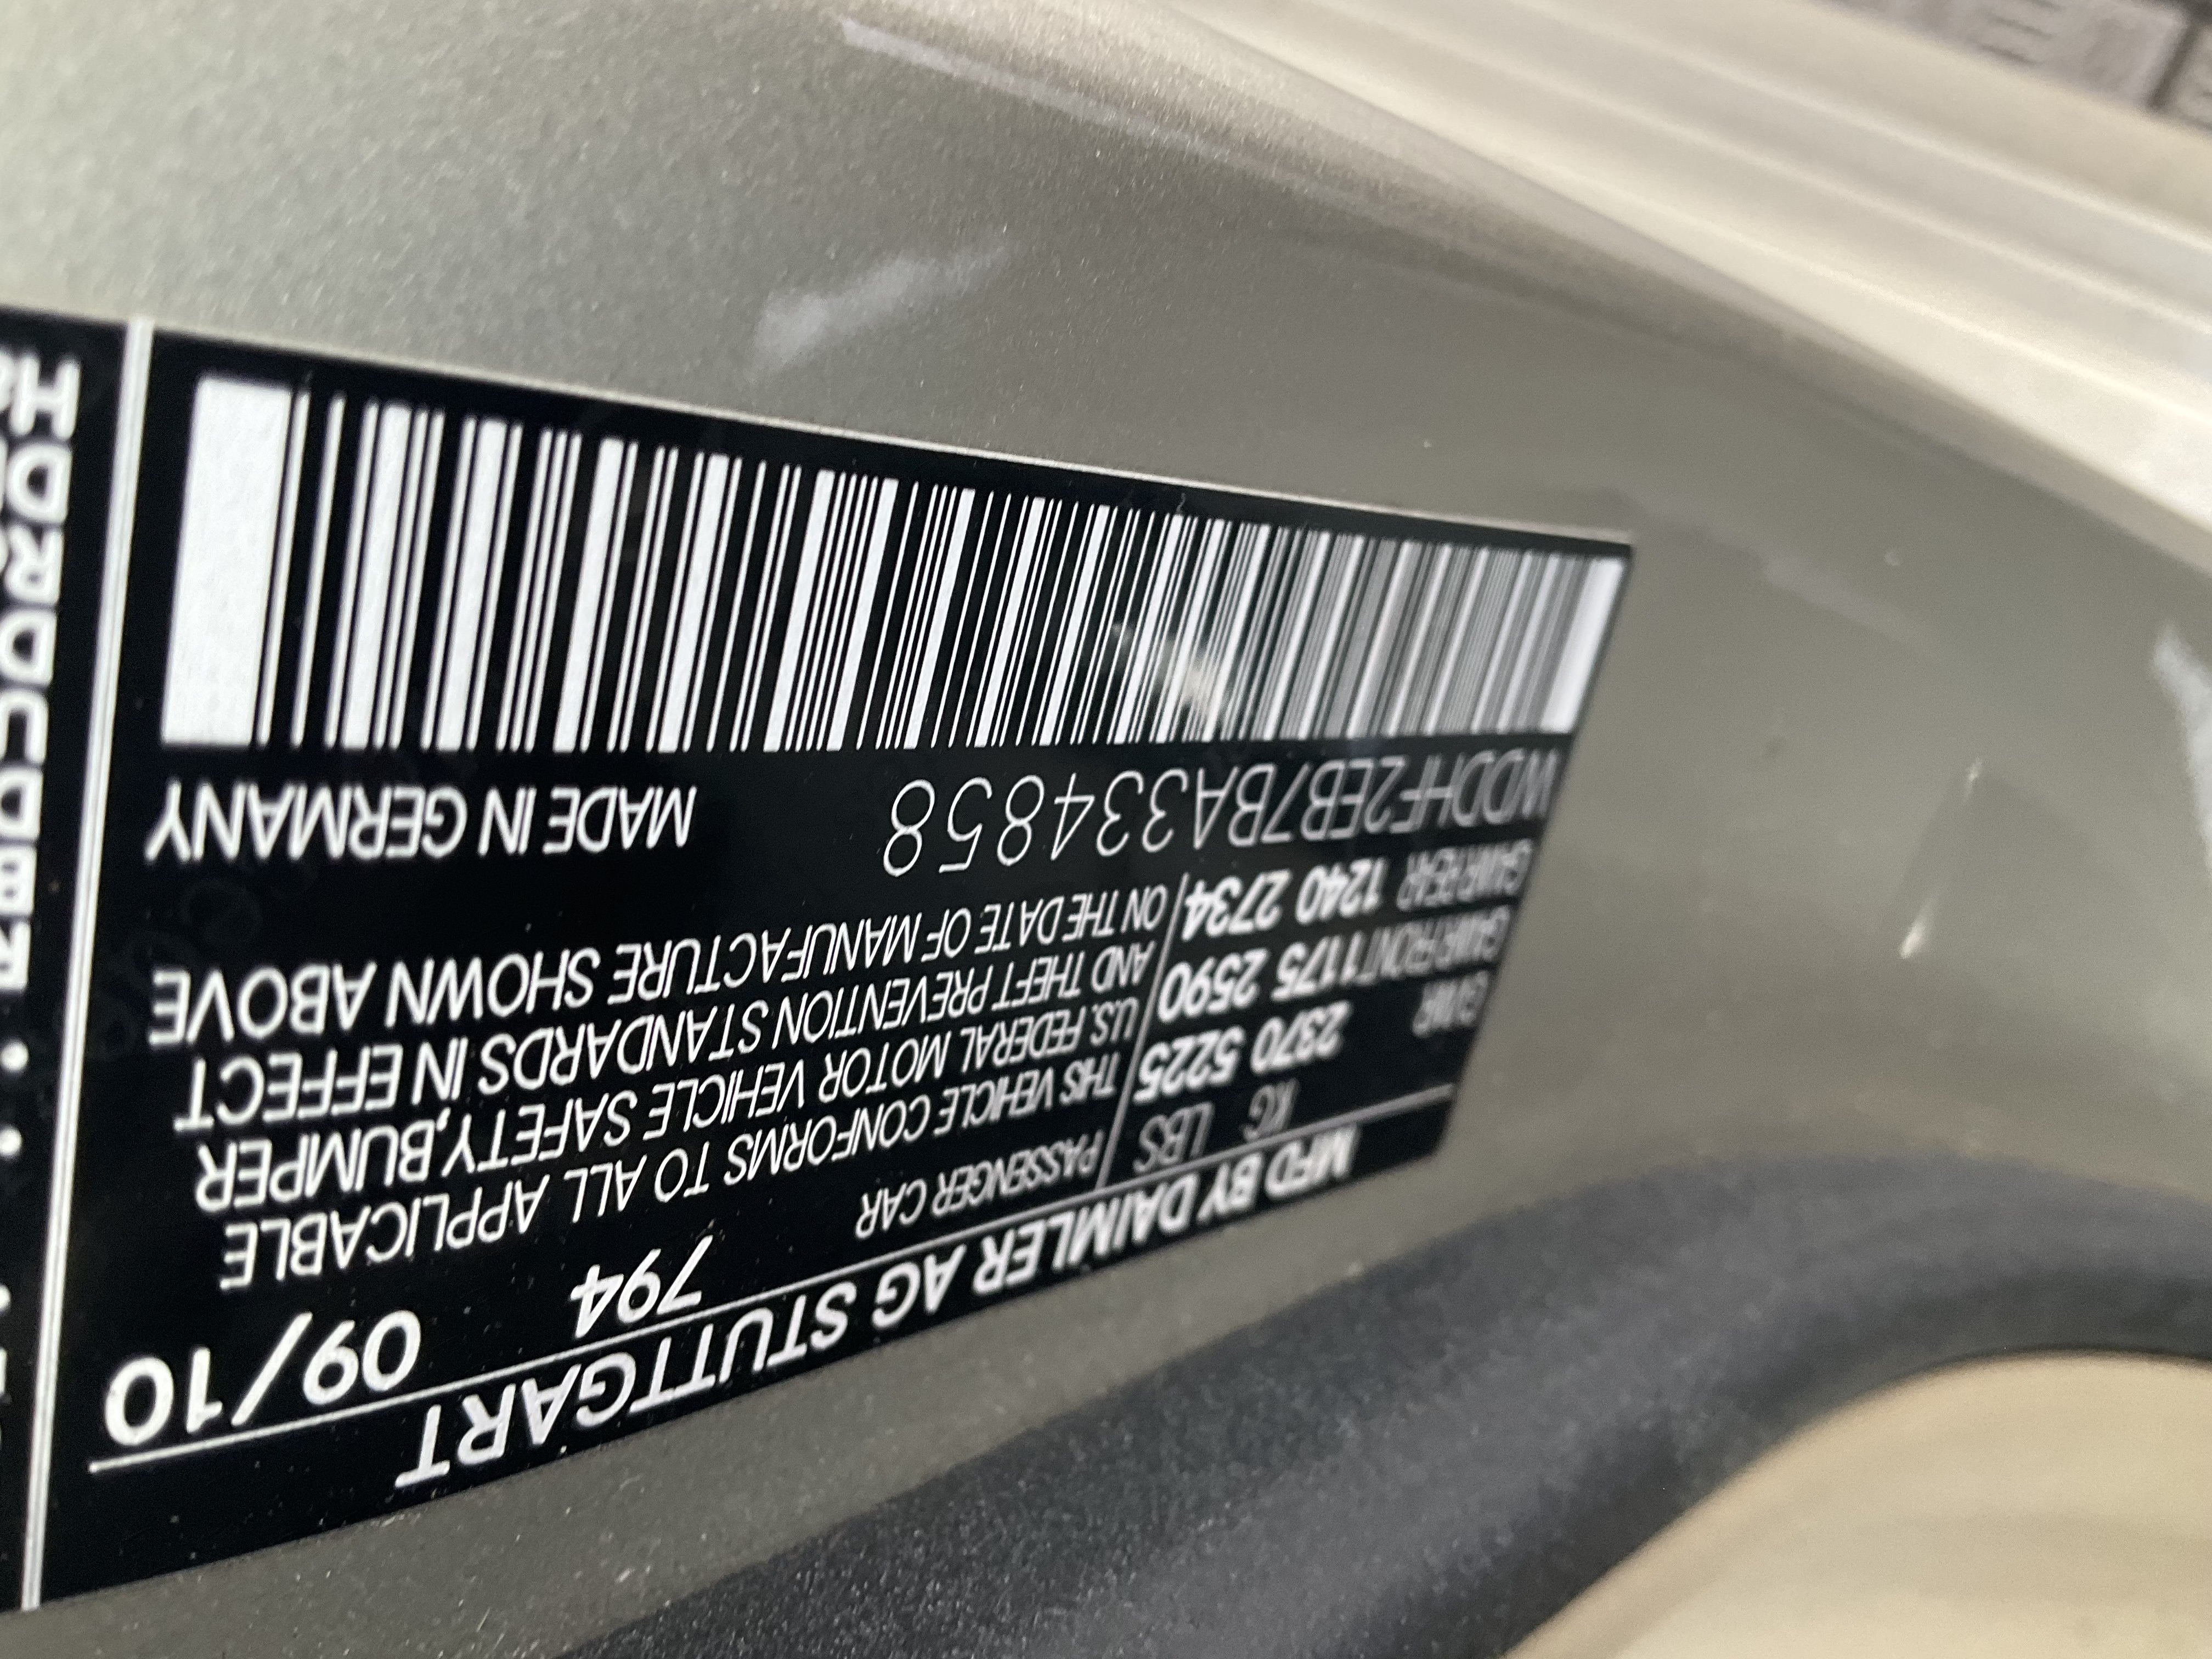 MFD BY DAIMLER AG STUTTGART
KG LBS
GVWR 2370 5225
GAWR FRONT 1175 2590
GAWR REAR 1240 2734
PASSENGER CAR 794 09/10
THIS VEHICLE CONFORMS TO ALL APPLICABLE
U.S. FEDERAL MOTOR VEHICLE SAFETY,BUMPER
AND THEFT PREVENTION STANDARDS IN EFFECT
ON THE DATE OF MANUFACTURE SHOWN ABOVE
WDDHF2EB7BA334858 MADE IN GERMANY